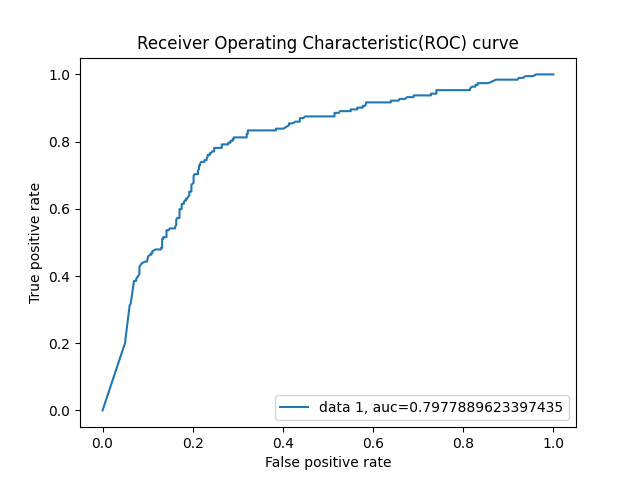 Receiver Operating Characteristic(ROC) curve
1.0
0.8
0.6
0.4
0.2
0.0
True positive rate
data 1, auc=0.7977889623397435
0.0 0.2 0.4 0.6 0.8 1.0
False positive rate